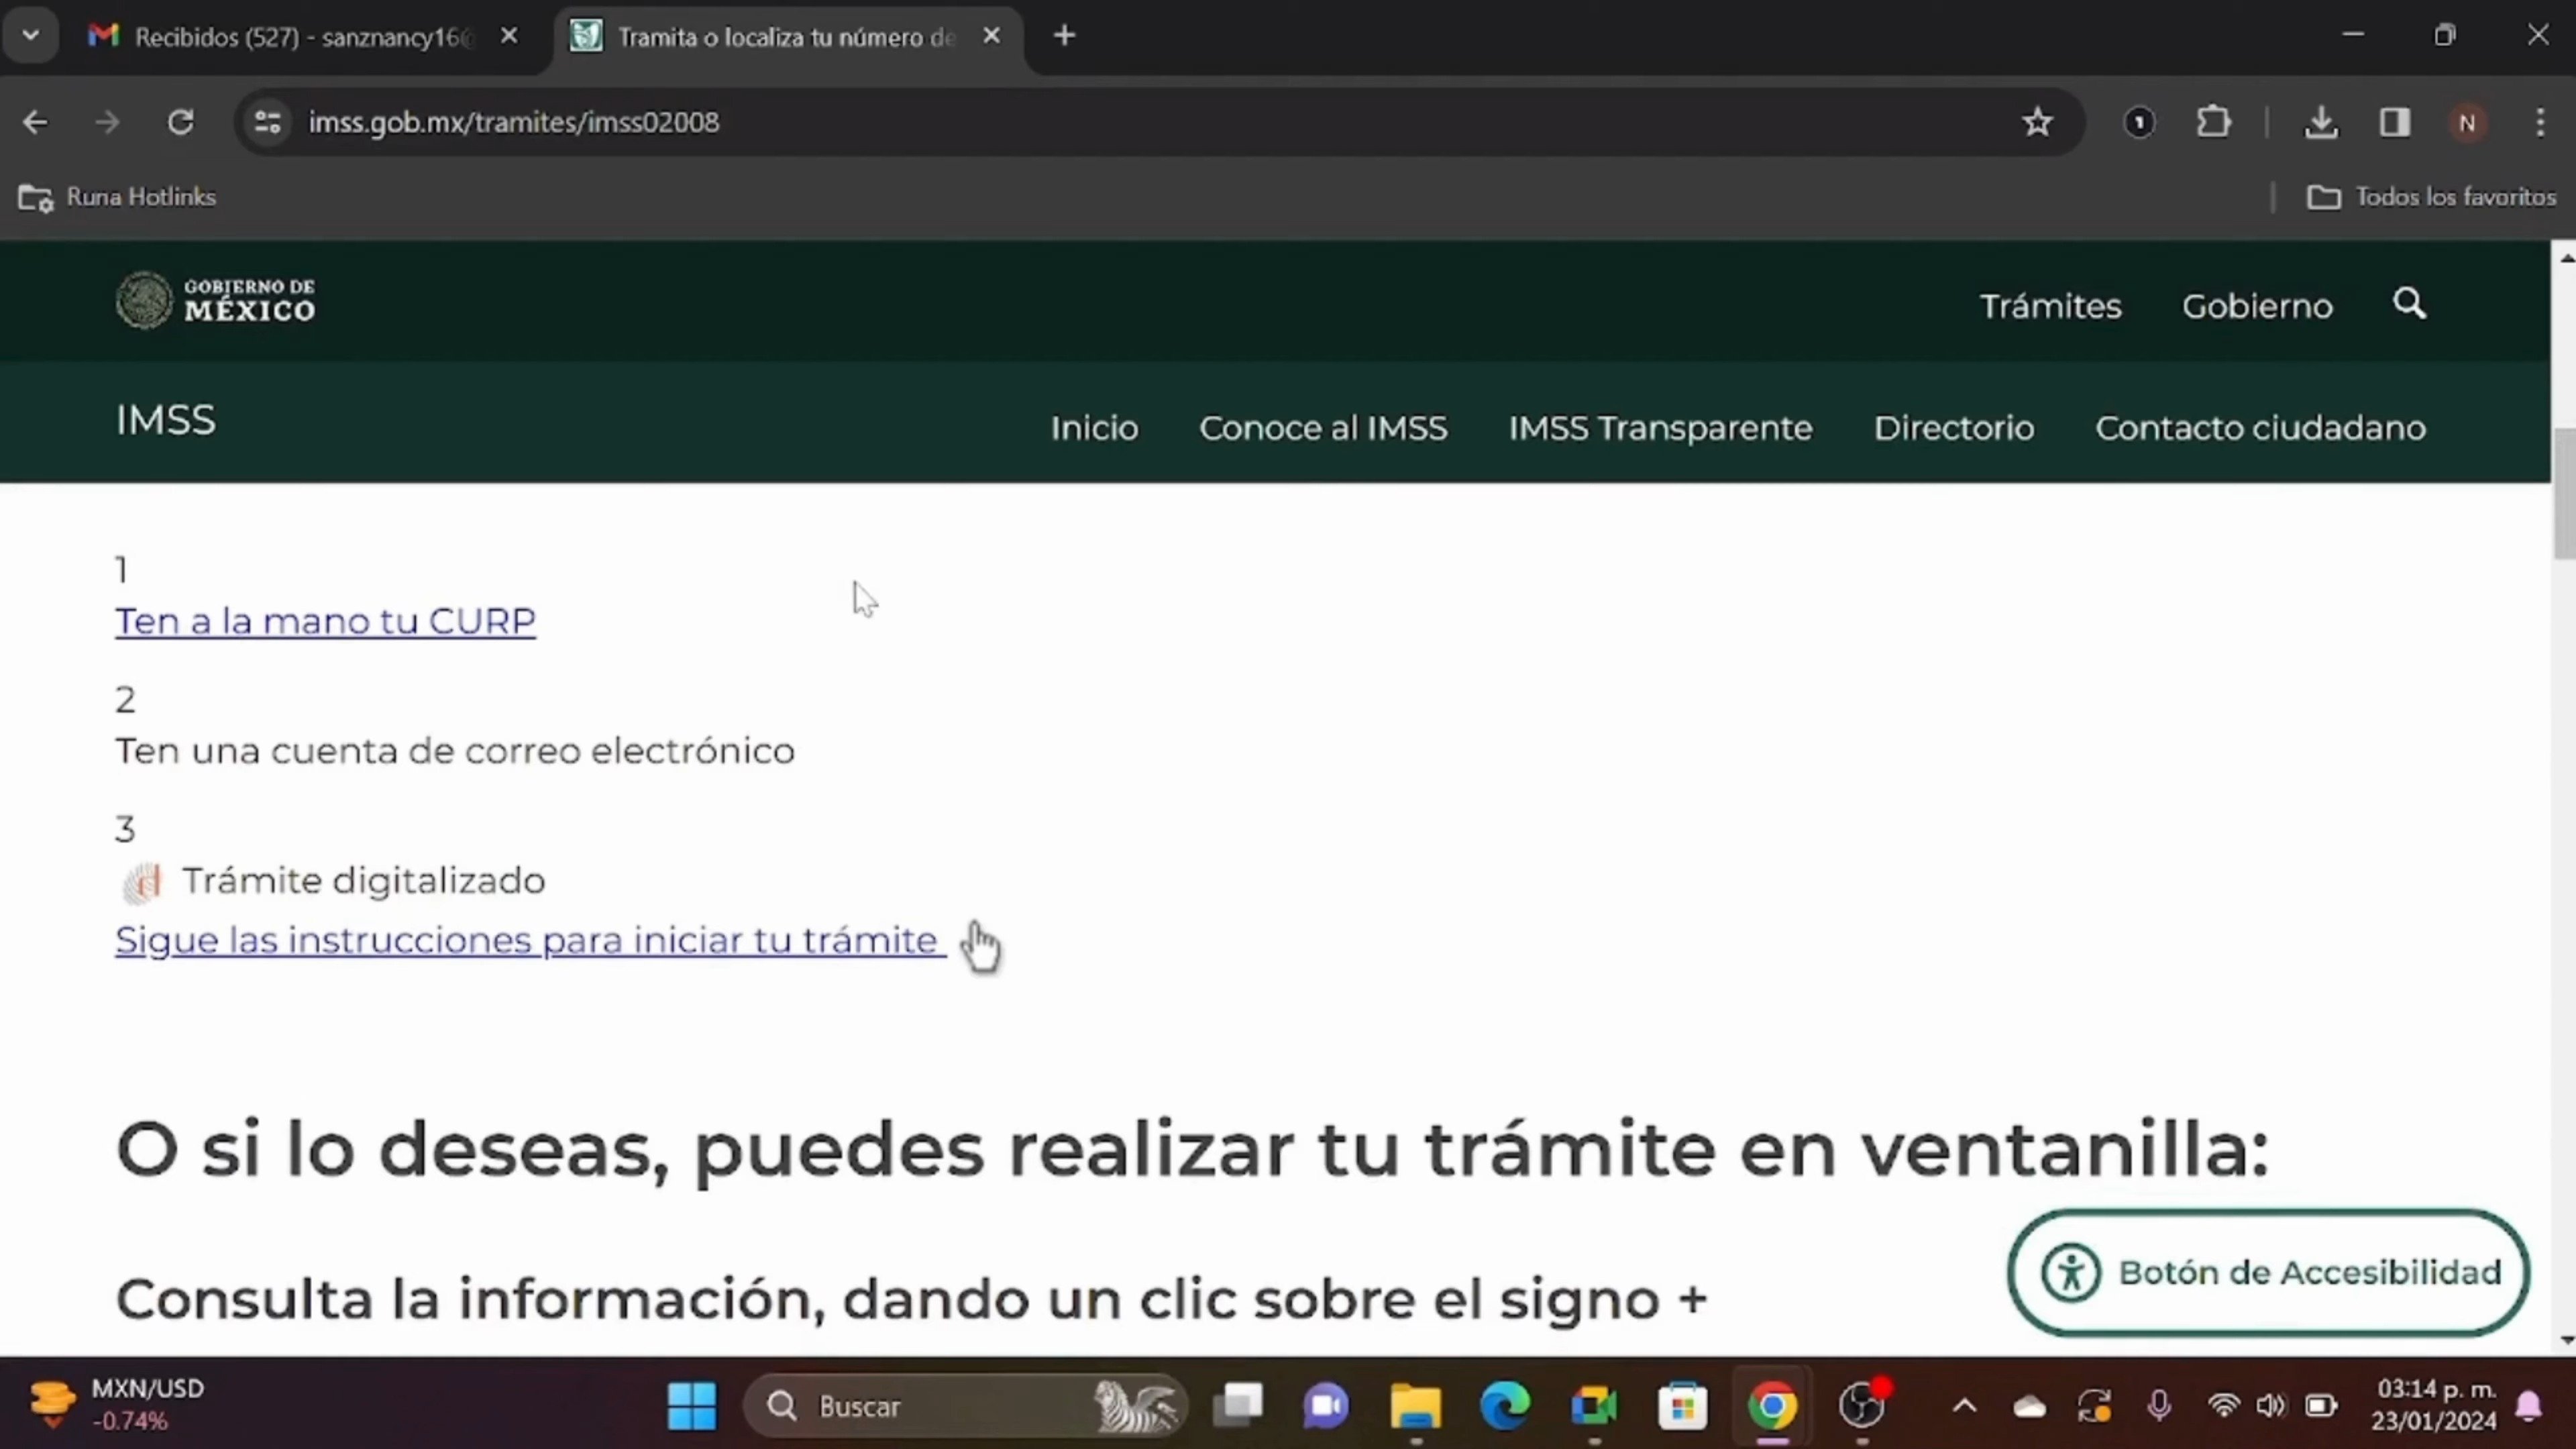 Recibidos (527) - sanznancy16@
Tramita o localiza tu número de
imss.gob.mx/tramites/imss02008
N
Runa Hotlinks
Todos los favoritos
GOBIERNO DE
MÉXICO
Trámites
Gobierno
IMSS
Inicio
Conoce al IMSS
IMSS Transparente
Directorio
Contacto ciudadano
1
Ten a la mano tu CURP
2
Ten una cuenta de correo electrónico
3
Trámite digitalizado
Sigue las instrucciones para iniciar tu trámite
O si lo deseas, puedes realizar tu trámite en ventanilla:
Consulta la información, dando un clic sobre el signo +
Botón de Accesibilidad
MXN/USD
-0.74%
Buscar
03:14 p. m.
23/01/2024